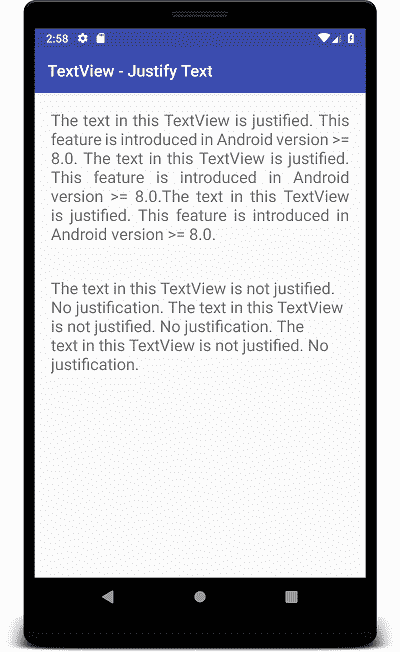 2:58
TextView - Justify Text
The text in this TextView is justified. This
feature is introduced in Android version >=
8.0. The text in this TextView is justified.
This feature is introduced in Android
version >= 8.0.The text in this TextView
is justified. This feature is introduced in
Android version >= 8.0.
The text in this TextView is not justified.
No justification. The text in this TextView
is not justified. No justification. The
text in this TextView is not justified. No
justification.